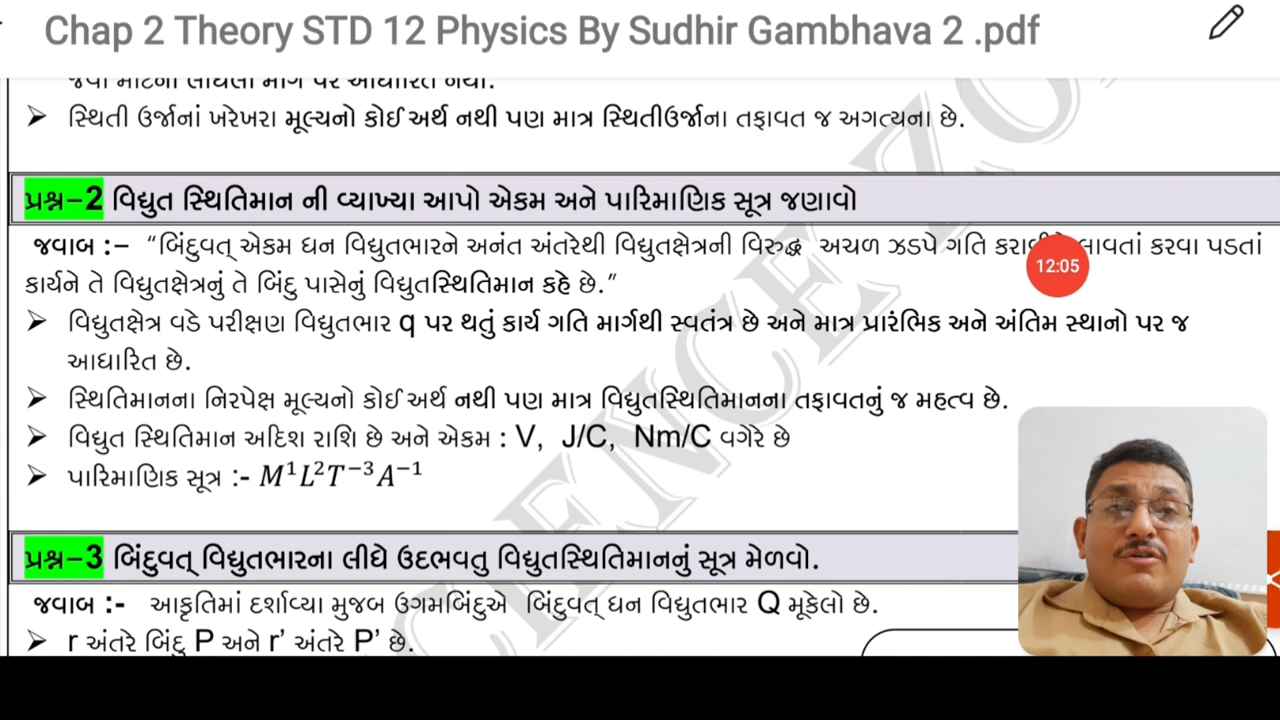 Chap 2 Theory STD 12 Physics By Sudhir Gambhava 2 .pdf
જવા માટેના લીધેલા માર્ગ પર આધારિત નથી.
➢ સ્થિતી ઉર્જાનાં ખરેખરા મૂલ્યનો કોઈ અર્થ નથી પણ માત્ર સ્થિતીઉર્જાના તફાવત જ અગત્યના છે.
પ્રશ્ન–2 વિદ્યુત સ્થિતિમાન ની વ્યાખ્યા આપો એકમ અને પારિમાણિક સૂત્ર જણાવો
જવાબ :– “બિંદુવત્ એકમ ધન વિદ્યુતભારને અનંત અંતરેથી વિદ્યુતક્ષેત્રની વિરુદ્ધ અચળ ઝડપે ગતિ લાવતાં કરવા પડતાં
12:05
કાર્યને તે વિદ્યુતક્ષેત્રનું તે બિંદુ પાસેનું વિદ્યુતસ્થિતિમાન કહે છે.”
➢ વિદ્યુતક્ષેત્ર વડે પરીક્ષણ વિદ્યુતભાર q પર થતું કાર્ય ગતિ માર્ગથી સ્વતંત્ર છે અને માત્ર પ્રારંભિક અને અંતિમ સ્થાનો પર જ
આધારિત છે.
➢ સ્થિતિમાનના નિરપેક્ષ મૂલ્યનો કોઈ અર્થ નથી પણ માત્ર વિદ્યુતસ્થિતિમાનના તફાવતનું જ મહત્વ છે.
➢ વિદ્યુત સ્થિતિમાન અદિશ રાશિ છે અને એકમ : V, J/C, Nm/C વગેરે છે
➢ પારિમાણિક સૂત્ર :- M¹L²T⁻³A⁻¹
પ્રશ્ન–3 બિંદુવત્ વિદ્યુતભારના લીધે ઉદભવતુ વિદ્યુતસ્થિતિમાનનું સૂત્ર મેળવો.
જવાબ :- આકૃતિમાં દર્શાવ્યા મુજબ ઉગમબિંદુએ બિંદુવત્ ધન વિદ્યુતભાર Q મૂકેલો છે.
➢ r અંતરે બિંદુ P અને r’ અંતરે P’ છે.